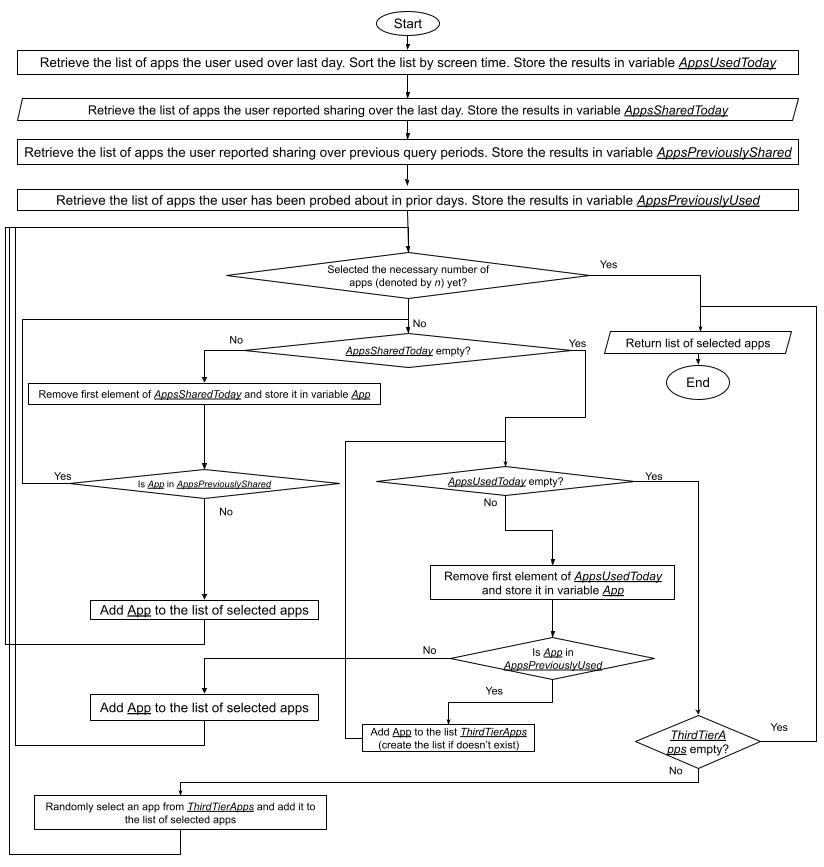 Start
Retrieve the list of apps the user used over last day. Sort the list by screen time. Store the results in variable AppsUsedToday
Retrieve the list of apps the user reported sharing over the last day. Store the results in variable AppsSharedToday
Retrieve the list of apps the user reported sharing over previous query periods. Store the results in variable AppsPreviouslyShared
Retrieve the list of apps the user has been probed about in prior days. Store the results in variable AppsPreviouslyUsed
Selected the necessary number of
apps (denoted by n) yet?
Yes
No
Return list of selected apps
End
AppsSharedToday empty?
No
Yes
Remove first element of AppsSharedToday and store it in variable App
Is App in AppsPreviouslyShared
Yes
No
Add App to the list of selected apps
AppsUsedToday empty?
Yes
No
Remove first element of AppsUsedToday
and store it in variable App
Is App in
AppsPreviouslyUsed
No
Yes
Add App to the list of selected apps
Add App to the list ThirdTierApps
(create the list if doesn't exist)
ThirdTierA
pps empty?
Yes
No
Randomly select an app from ThirdTierApps and add it to
the list of selected apps